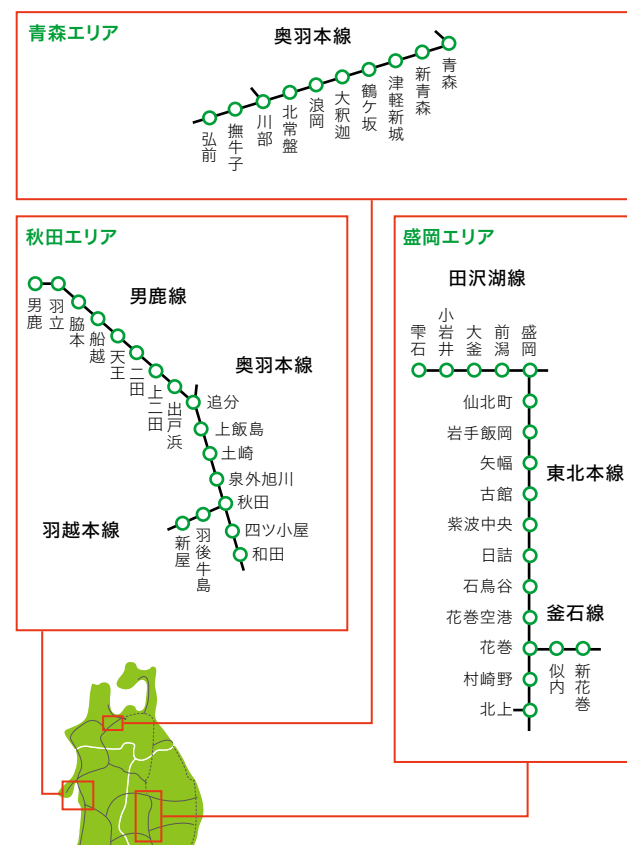 青森エリア
奥羽本線
弘前
撫牛子
川部
北常盤
浪岡
大釈迦
鶴ケ坂
津軽新城
新青森
青森
秋田エリア
男鹿線
男鹿
羽立
脇本
船越
天王
二田
上二田
出戸浜
奥羽本線
追分
上飯島
土崎
泉外旭川
秋田
四ツ小屋
和田
羽越本線
新屋
羽後牛島
盛岡エリア
田沢湖線
雫石
小岩井
大釜
前潟
盛岡
仙北町
岩手飯岡
矢幅
古館
紫波中央
日詰
石鳥谷
花巻空港
花巻
村崎野
北上
東北本線
釜石線
似内
新花巻